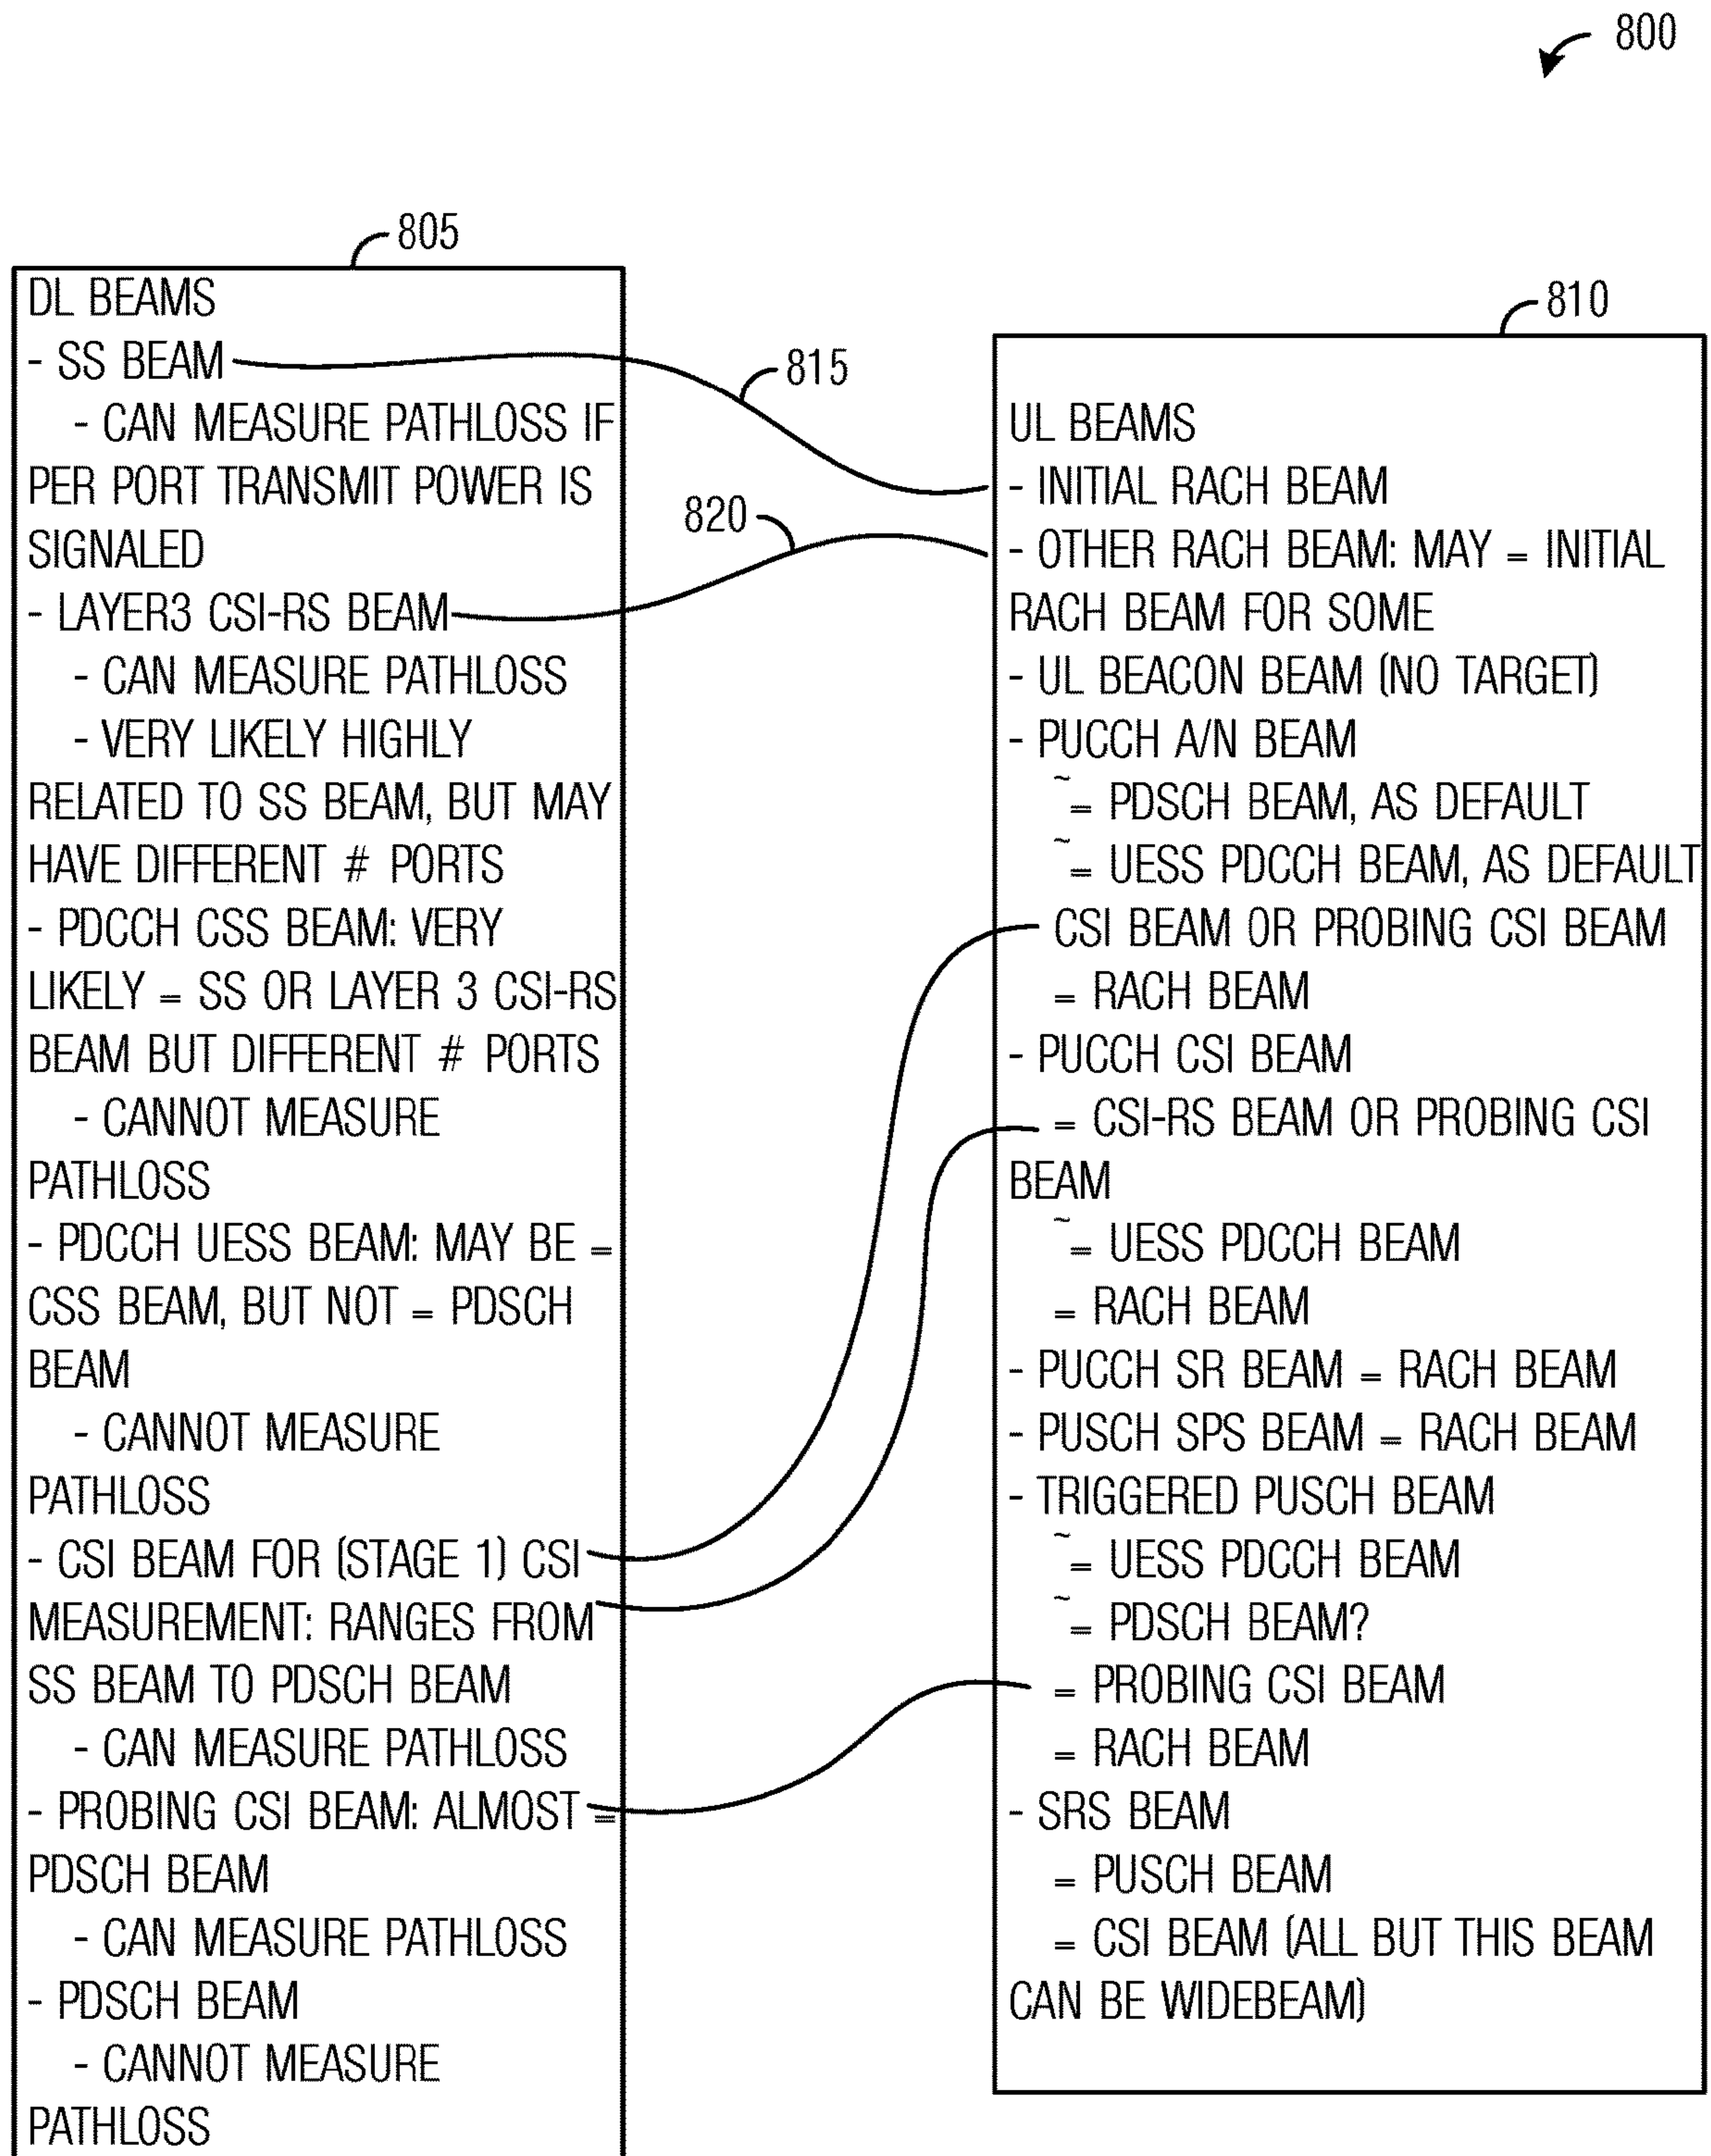 800
805
DL BEAMS
- SS BEAM
- CAN MEASURE PATHLOSS IF
PER PORT TRANSMIT POWER IS
SIGNALED
- LAYER3 CSI-RS BEAM
- CAN MEASURE PATHLOSS
- VERY LIKELY HIGHLY
RELATED TO SS BEAM, BUT MAY
HAVE DIFFERENT # PORTS
- PDCCH CSS BEAM: VERY
LIKELY = SS OR LAYER 3 CSI-RS
BEAM BUT DIFFERENT # PORTS
- CANNOT MEASURE
PATHLOSS
- PDCCH UESS BEAM: MAY BE =
CSS BEAM, BUT NOT = PDSCH
BEAM
- CANNOT MEASURE
PATHLOSS
- CSI BEAM FOR (STAGE 1) CSI
MEASUREMENT: RANGES FROM
SS BEAM TO PDSCH BEAM
- CAN MEASURE PATHLOSS
- PROBING CSI BEAM: ALMOST =
PDSCH BEAM
- CAN MEASURE PATHLOSS
- PDSCH BEAM
- CANNOT MEASURE
PATHLOSS
815
820
810
UL BEAMS
- INITIAL RACH BEAM
- OTHER RACH BEAM: MAY = INITIAL
RACH BEAM FOR SOME
- UL BEACON BEAM (NO TARGET)
- PUCCH A/N BEAM
~= PDSCH BEAM, AS DEFAULT
~= UESS PDCCH BEAM, AS DEFAULT
CSI BEAM OR PROBING CSI BEAM
= RACH BEAM
- PUCCH CSI BEAM
= CSI-RS BEAM OR PROBING CSI
BEAM
~= UESS PDCCH BEAM
= RACH BEAM
- PUCCH SR BEAM = RACH BEAM
- PUSCH SPS BEAM = RACH BEAM
- TRIGGERED PUSCH BEAM
~= UESS PDCCH BEAM
~= PDSCH BEAM?
= PROBING CSI BEAM
= RACH BEAM
- SRS BEAM
= PUSCH BEAM
= CSI BEAM (ALL BUT THIS BEAM
CAN BE WIDEBEAM)